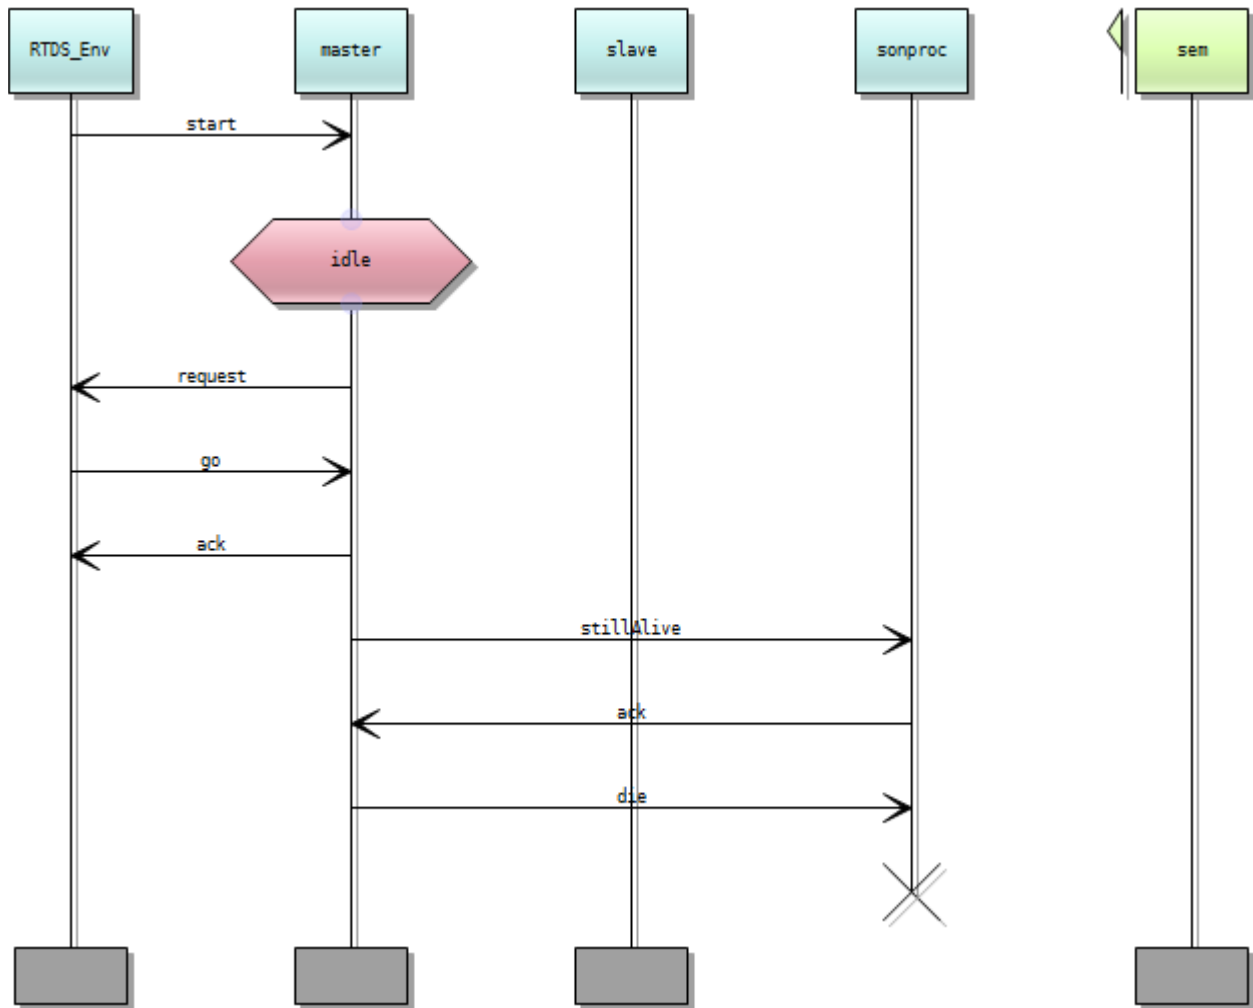 RTDS_Env
master
slave
sonproc
sem
start
idle
request
go
ack
stillAlive
ack
die